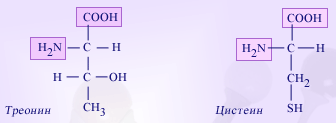 COOH
H₂N – C – H
H – C – OH
CH₃
Треонин
COOH
H₂N – C – H
CH₂
SH
Цистеин